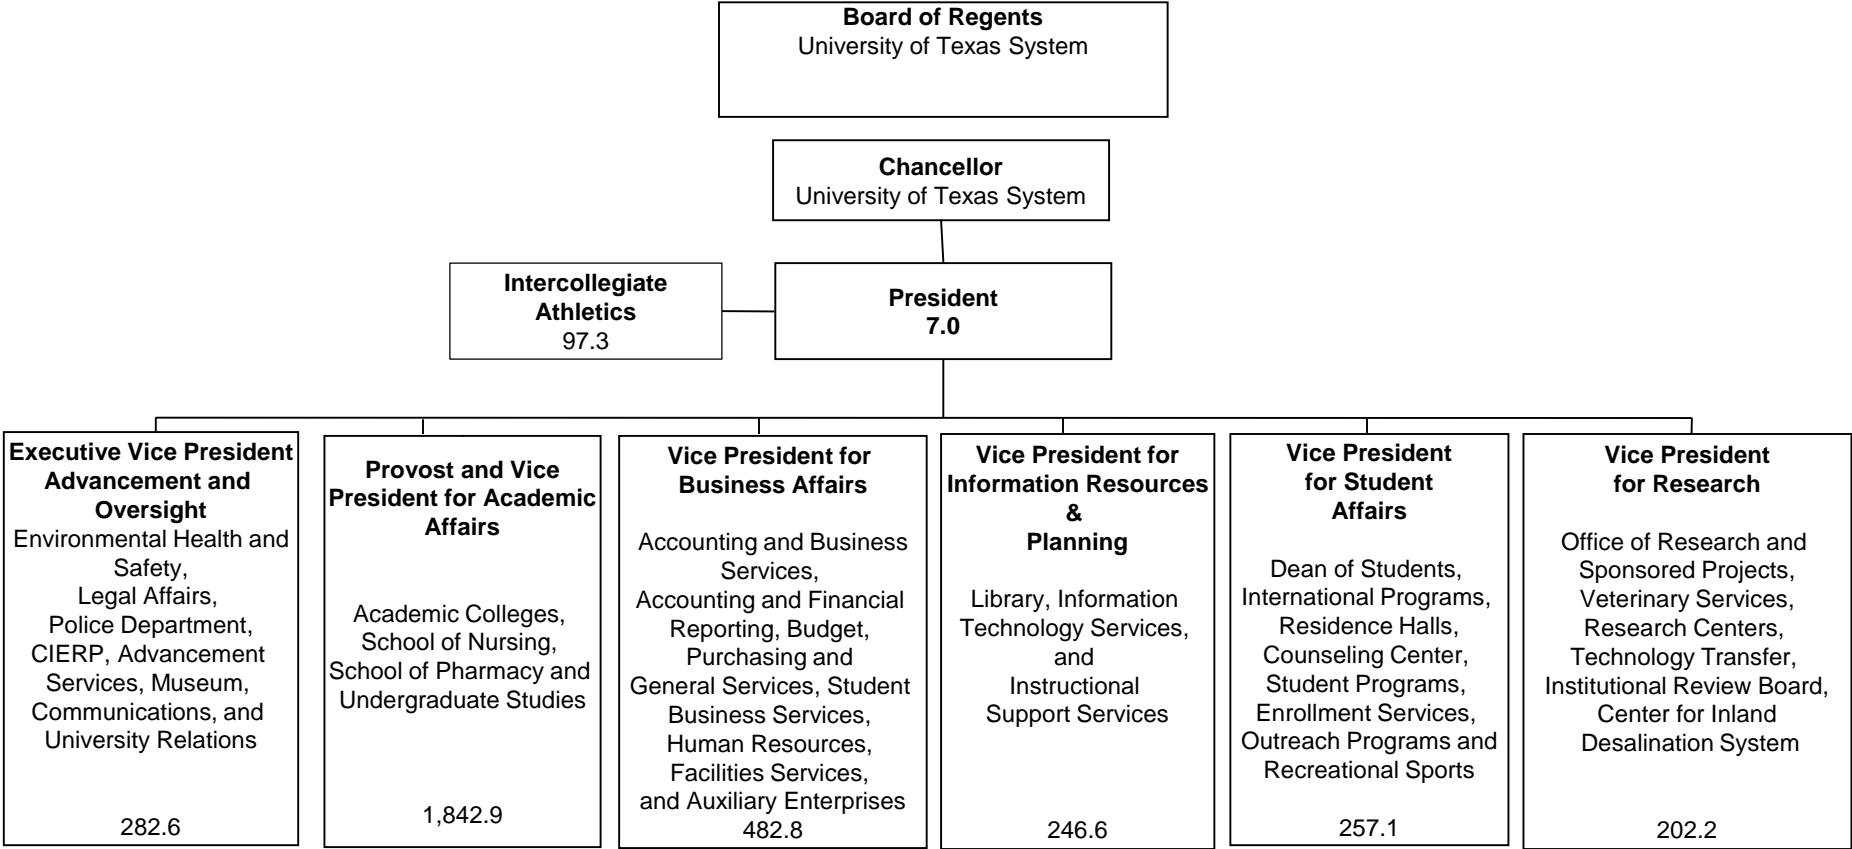 Board of Regents
University of Texas System
Chancellor
University of Texas System
Intercollegiate
Athletics
97.3
President
7.0
Executive Vice President
Advancement and
Oversight
Environmental Health and
Safety,
Legal Affairs,
Police Department,
CIERP, Advancement
Services, Museum,
Communications, and
University Relations
282.6
Provost and Vice
President for Academic
Affairs
Academic Colleges,
School of Nursing,
School of Pharmacy and
Undergraduate Studies
1,842.9
Vice President for
Business Affairs
Accounting and Business
Services,
Accounting and Financial
Reporting, Budget,
Purchasing and
General Services, Student
Business Services,
Human Resources,
Facilities Services,
and Auxiliary Enterprises
482.8
Vice President for
Information Resources
&
Planning
Library, Information
Technology Services,
and
Instructional
Support Services
246.6
Vice President
for Student
Affairs
Dean of Students,
International Programs,
Residence Halls,
Counseling Center,
Student Programs,
Enrollment Services,
Outreach Programs and
Recreational Sports
257.1
Vice President
for Research
Office of Research and
Sponsored Projects,
Veterinary Services,
Research Centers,
Technology Transfer,
Institutional Review Board,
Center for Inland
Desalination System
202.2